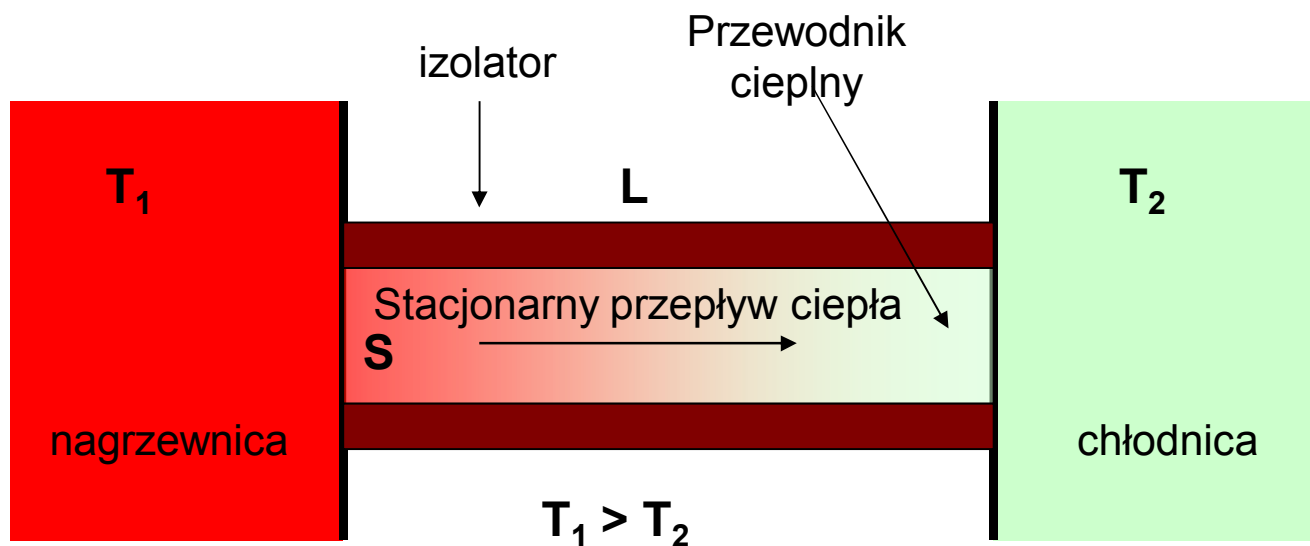 Przewodnik
cieplny
izolator
T₁
L
T₂
Stacjonarny przepływ ciepła
S
nagrzewnica
chłodnica
T₁ > T₂